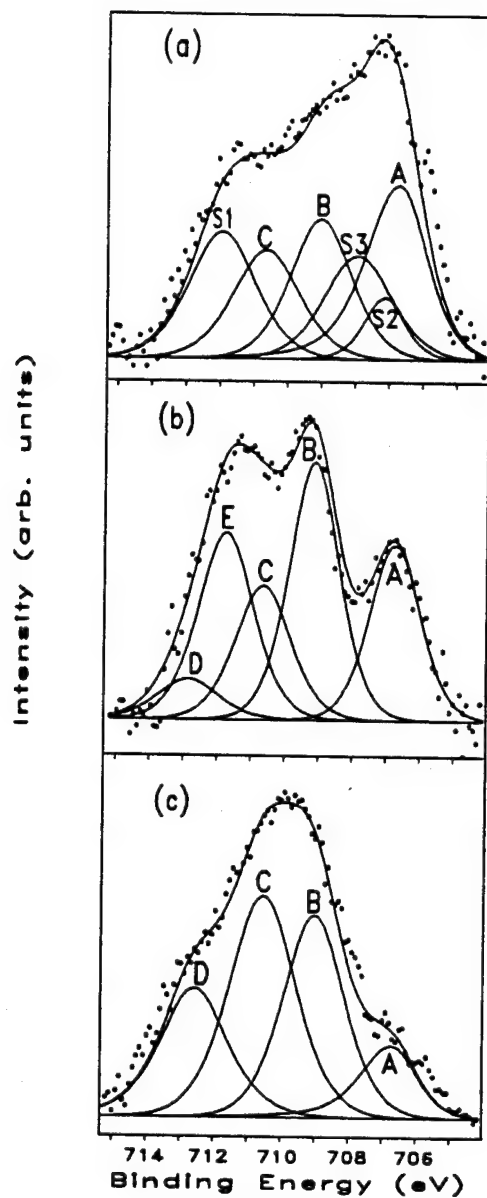 (a)
A
B
S1
C
S3
S2
(b)
B
E
A
C
D
(c)
C
B
D
A
Intensity (arb. units)
714 712 710 708 706
Binding Energy (eV)